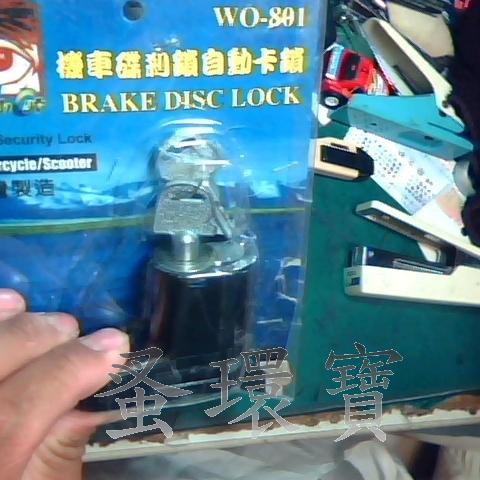 WO-801
機車碟剎鎖自動卡鎖
BRAKE DISC LOCK
Security Lock
rcycle/Scooter
製造
蚤環寶